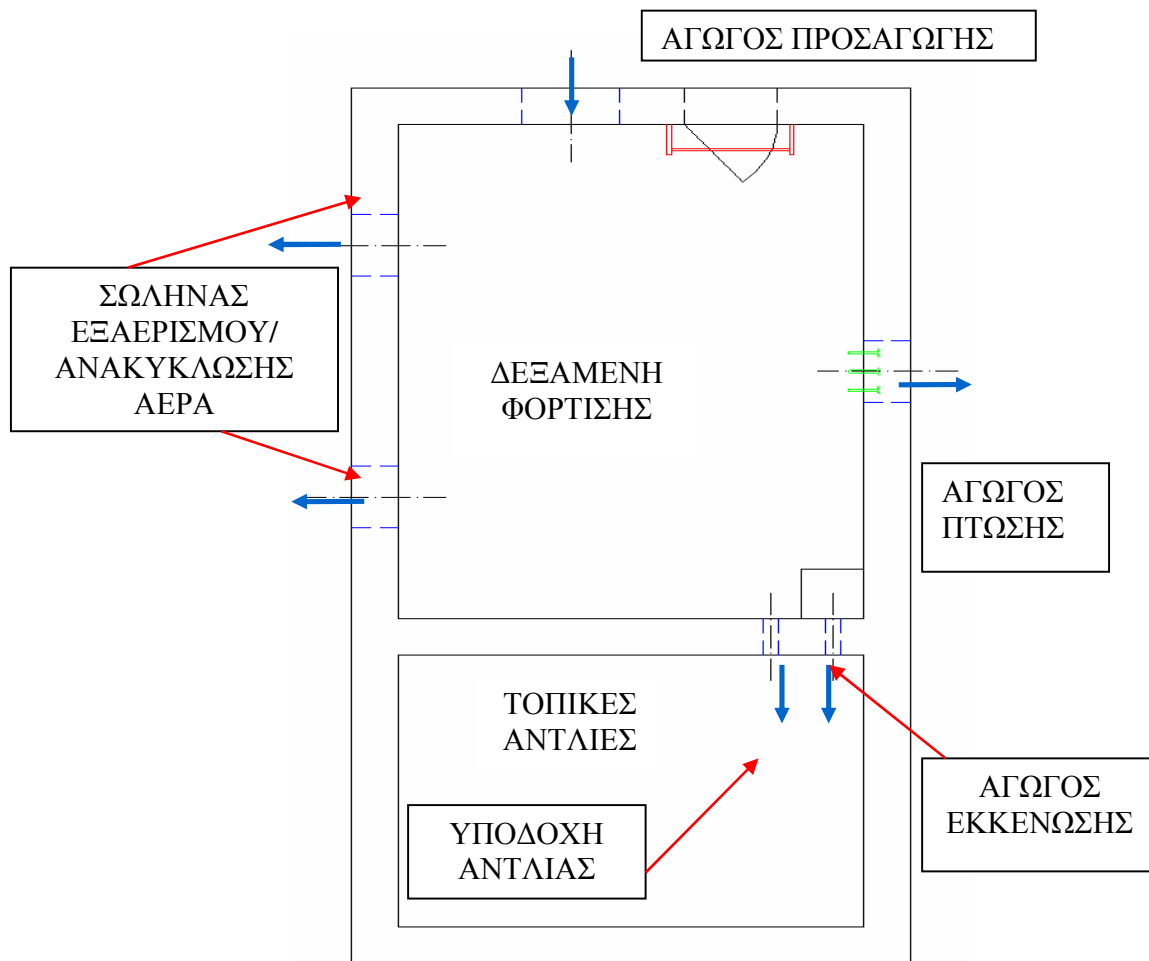 ΑΓΩΓΟΣ ΠΡΟΣΑΓΩΓΗΣ
ΣΩΛΗΝΑΣ
ΕΞΑΕΡΙΣΜΟΥ/
ΑΝΑΚΥΚΛΩΣΗΣ
ΑΕΡΑ
ΔΕΞΑΜΕΝΗ
ΦΟΡΤΙΣΗΣ
ΑΓΩΓΟΣ
ΠΤΩΣΗΣ
ΤΟΠΙΚΕΣ
ΑΝΤΛΙΕΣ
ΥΠΟΔΟΧΗ
ΑΝΤΛΙΑΣ
ΑΓΩΓΟΣ
ΕΚΚΕΝΩΣΗΣ